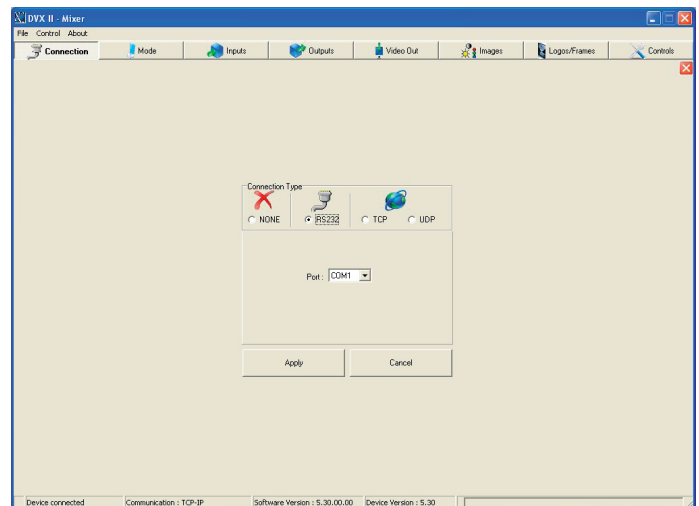 DVX II - Mixer
File Control About
Connection Mode Inputs Outputs Video Out Images Logos/Frames Controls
Connection Type
NONE RS232 TCP UDP
Port : COM1
Apply Cancel
Device connected Communication : TCP-IP Software Version : 5.30.00.00 Device Version : 5.30